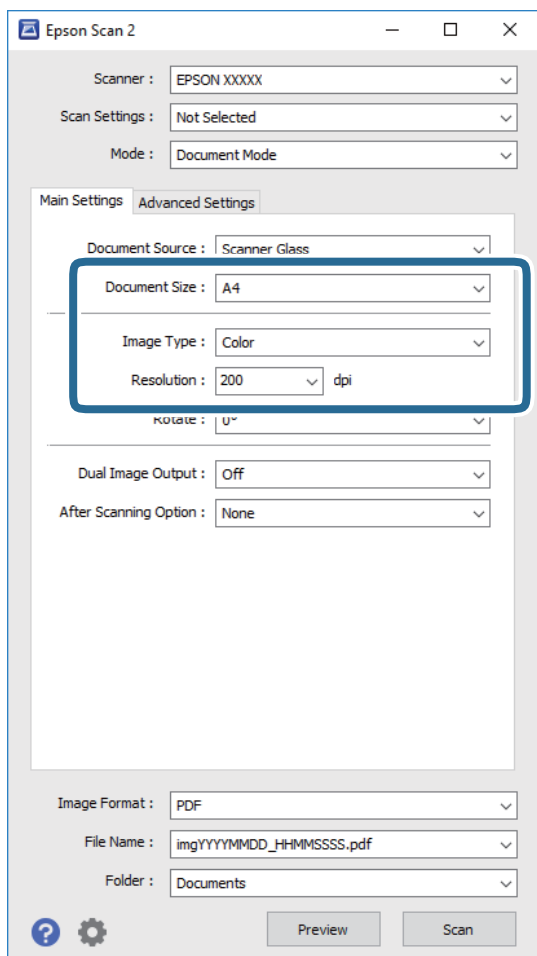 Epson Scan 2
Scanner : EPSON XXXXX
Scan Settings : Not Selected
Mode : Document Mode
Main Settings Advanced Settings
Document Source : Scanner Glass
Document Size : A4
Image Type : Color
Resolution : 200 dpi
Rotate : 0°
Dual Image Output : Off
After Scanning Option : None
Image Format : PDF
File Name : imgYYYYMMDD_HHMMSSSS.pdf
Folder : Documents
? Preview Scan